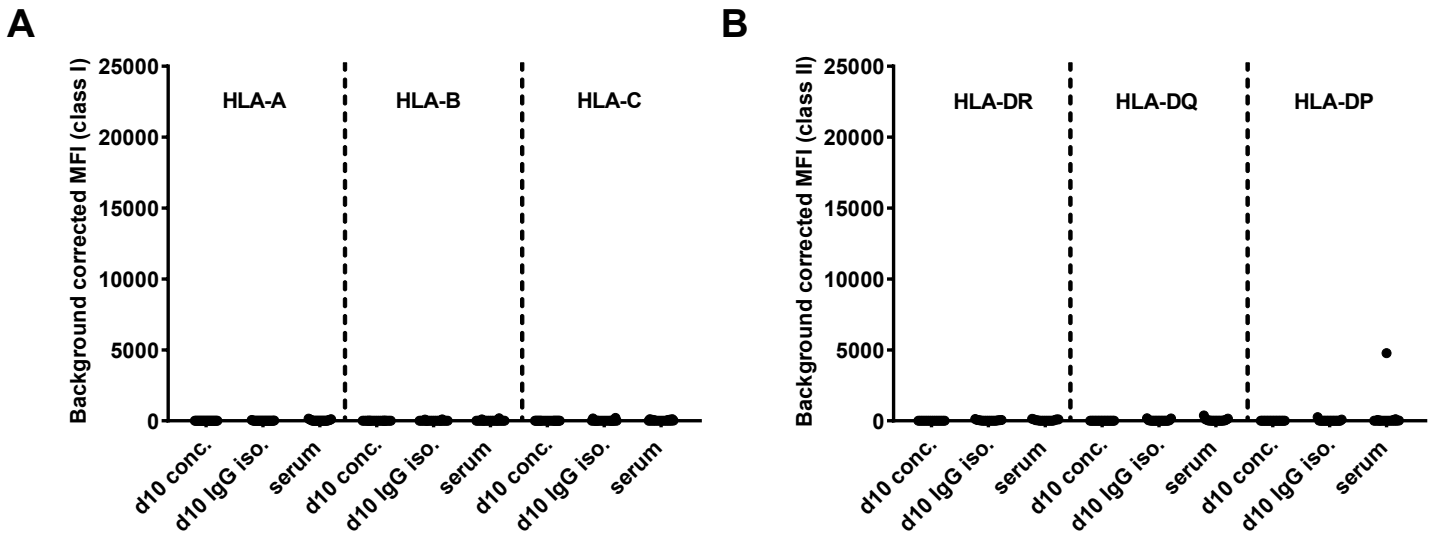 A
Background corrected MFI (class I)
25000
20000
15000
10000
5000
0
HLA-A
HLA-B
HLA-C
d10 conc.
d10 IgG iso.
serum
d10 conc.
d10 IgG iso.
serum
d10 conc.
d10 IgG iso.
serum
B
Background corrected MFI (class II)
25000
20000
15000
10000
5000
0
HLA-DR
HLA-DQ
HLA-DP
d10 conc.
d10 IgG iso.
serum
d10 conc.
d10 IgG iso.
serum
d10 conc.
d10 IgG iso.
serum